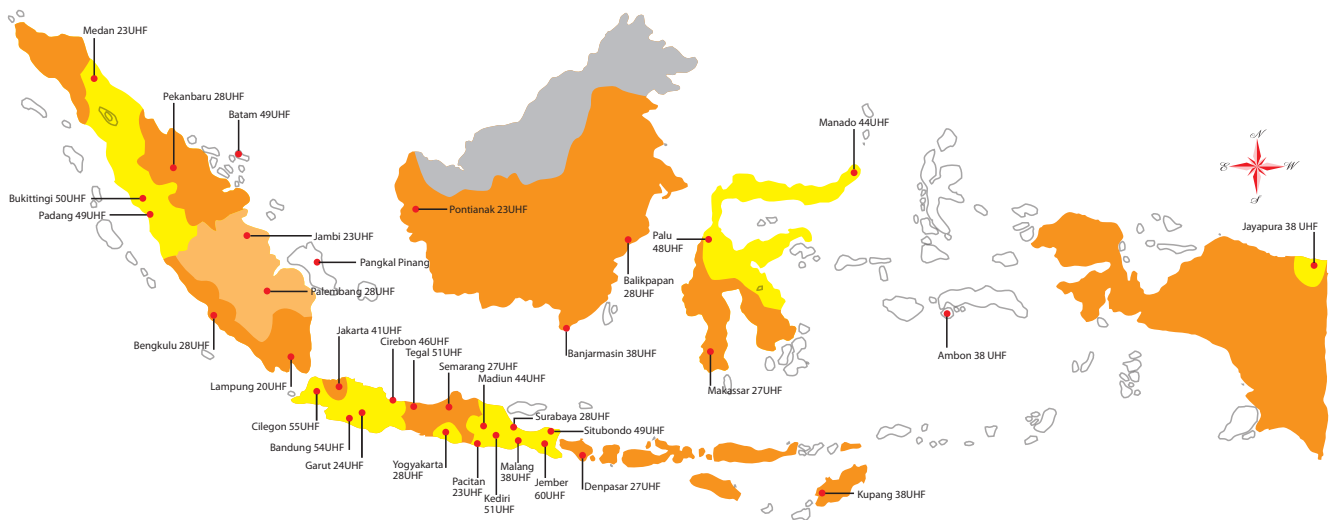 Medan 23UHF
Pekanbaru 28UHF
Batam 49UHF
Manado 44UHF
N
E
W
S
Bukittingi 50UHF
Padang 49UHF
Pontianak 23UHF
Jambi 23UHF
Palu
48UHF
Jayapura 38 UHF
Pangkal Pinang
Balikpapan
28UHF
Palembang 28UHF
Bengkulu 28UHF
Jakarta 41UHF
Cirebon 46UHF
Tegal 51UHF
Semarang 27UHF
Madiun 44UHF
Banjarmasin 38UHF
Ambon 38 UHF
Lampung 20UHF
Makassar 27UHF
Surabaya 28UHF
Situbondo 49UHF
Cilegon 55UHF
Bandung 54UHF
Garut 24UHF
Yogyakarta
28UHF
Pacitan
23UHF
Kediri
51UHF
Malang
38UHF
Jember
60UHF
Denpasar 27UHF
Kupang 38UHF